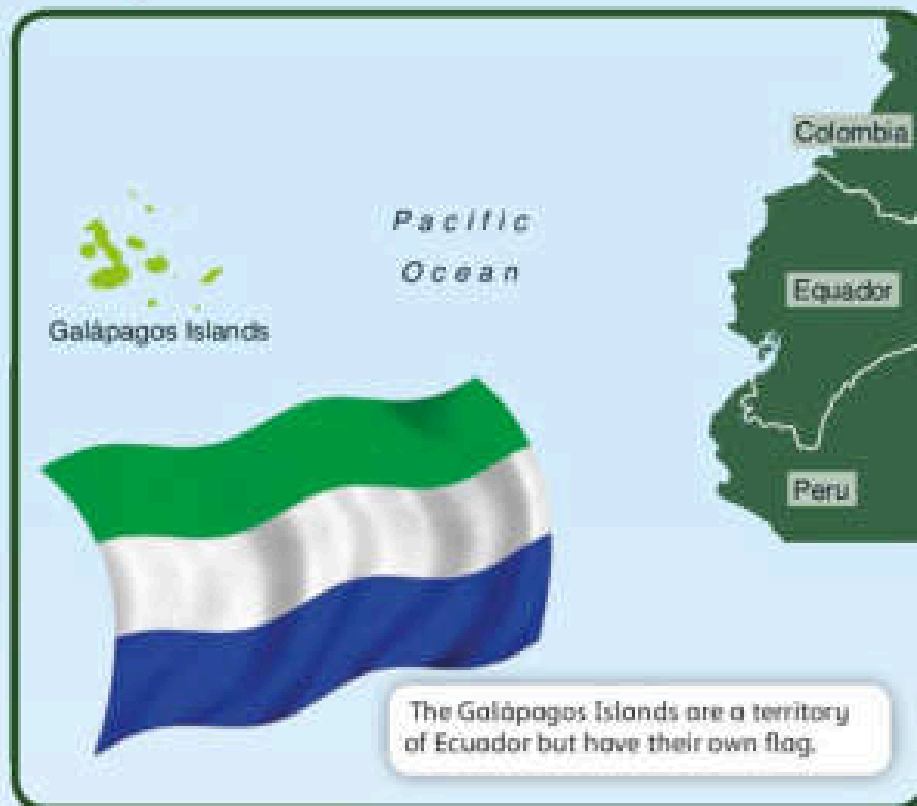 Colombia
Pacific
Ocean
Equador
Galápagos Islands
Peru
The Galápagos Islands are a territory
of Ecuador but have their own flag.